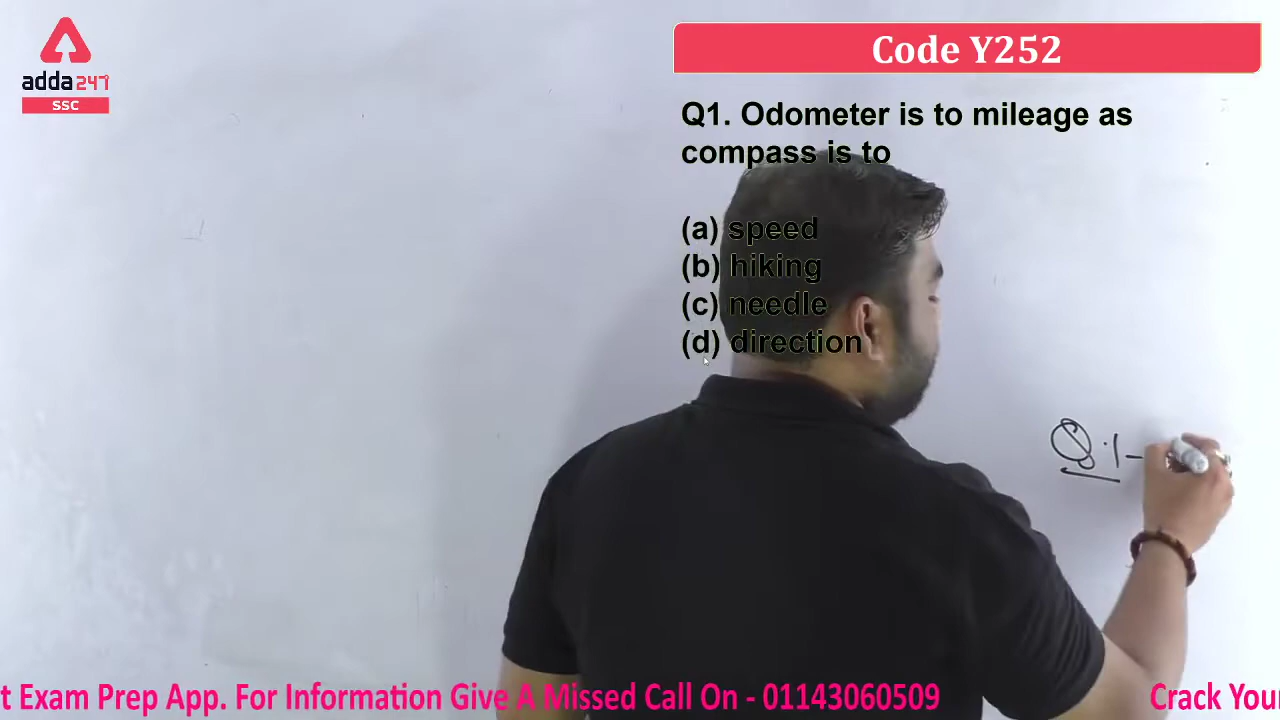 adda247
SSC
Code Y252
Q1. Odometer is to mileage as
compass is to
(a) speed
(b) hiking
(c) needle
(d) direction
Q.1-
t Exam Prep App. For Information Give A Missed Call On - 01143060509
Crack Your